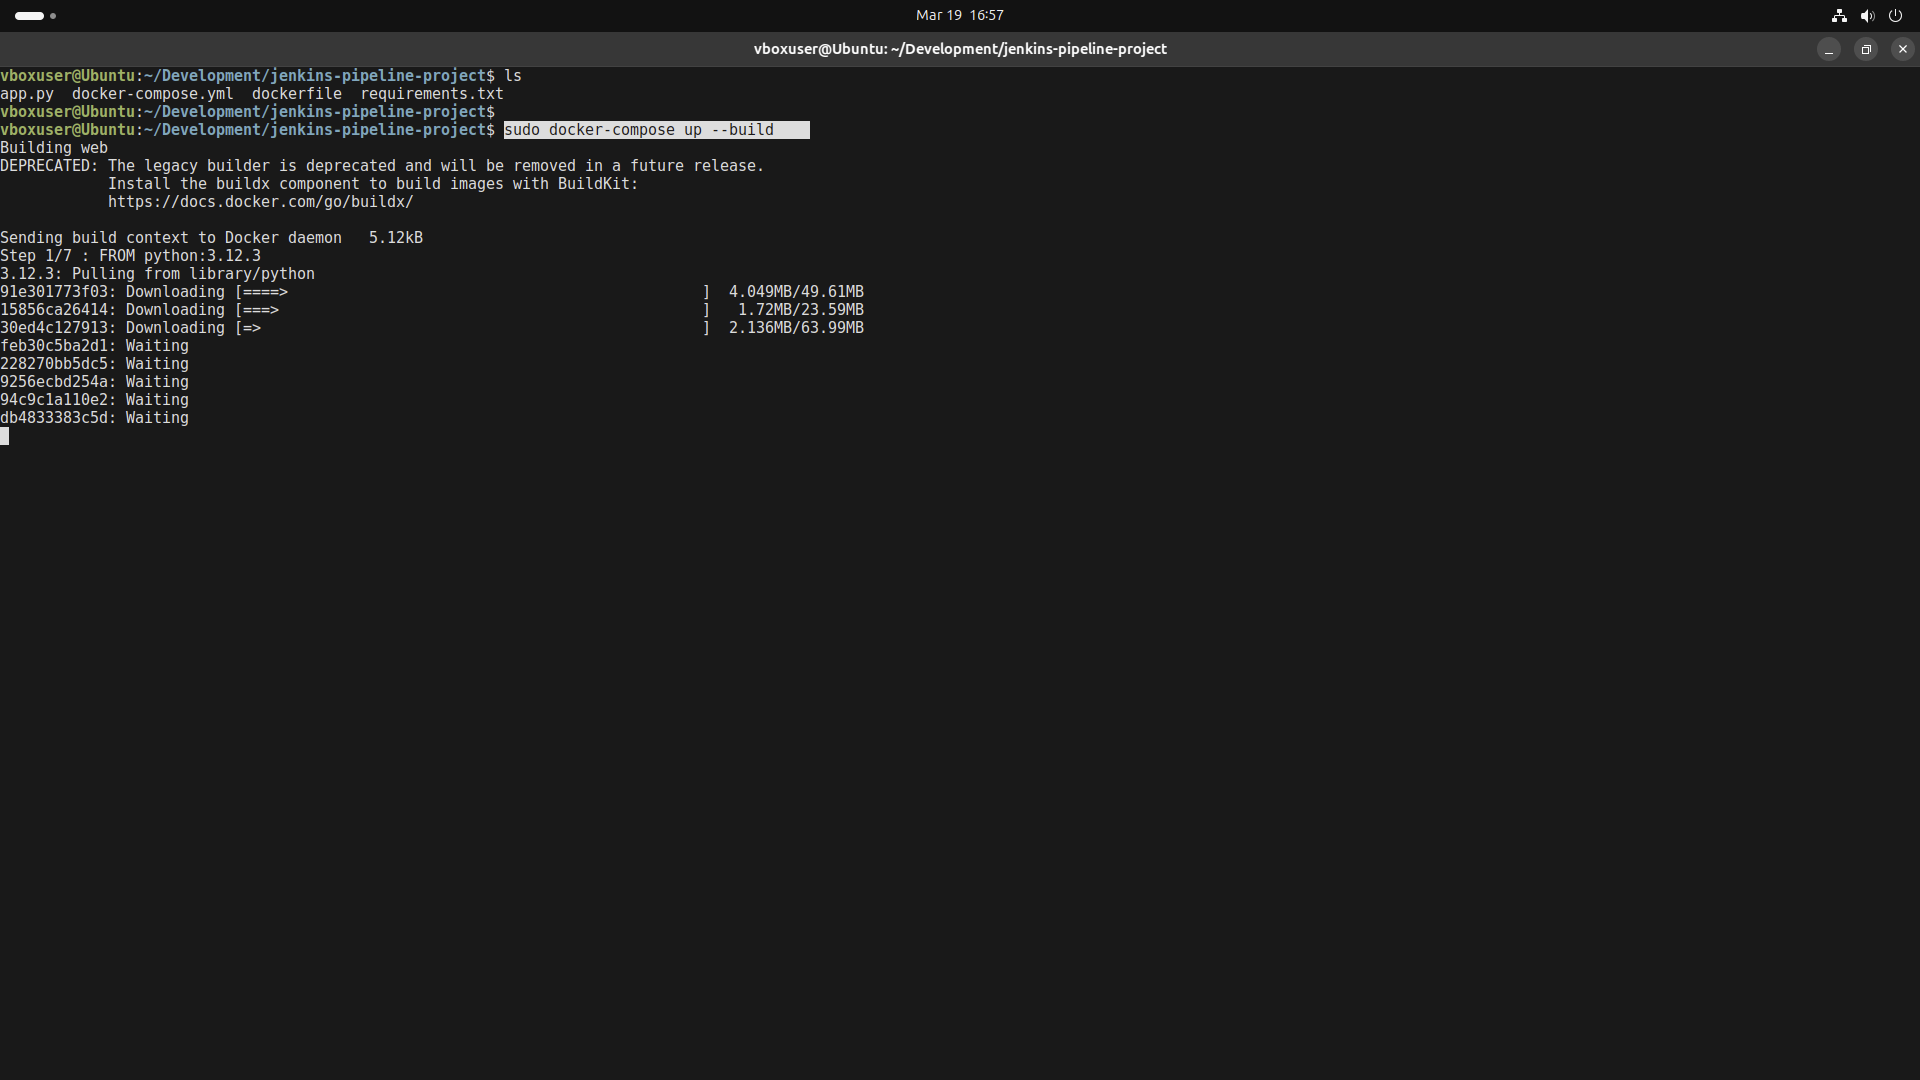 Mar 19 16:57
vboxuser@Ubuntu: ~/Development/jenkins-pipeline-project
vboxuser@Ubuntu:~/Development/jenkins-pipeline-project$ ls
app.py  docker-compose.yml  dockerfile  requirements.txt
vboxuser@Ubuntu:~/Development/jenkins-pipeline-project$
vboxuser@Ubuntu:~/Development/jenkins-pipeline-project$ sudo docker-compose up --build
Building web
DEPRECATED: The legacy builder is deprecated and will be removed in a future release.
            Install the buildx component to build images with BuildKit:
            https://docs.docker.com/go/buildx/
Sending build context to Docker daemon   5.12kB
Step 1/7 : FROM python:3.12.3
3.12.3: Pulling from library/python
91e301773f03: Downloading [====>                                              ]  4.049MB/49.61MB
15856ca26414: Downloading [===>                                               ]   1.72MB/23.59MB
30ed4c127913: Downloading [=>                                                 ]  2.136MB/63.99MB
feb30c5ba2d1: Waiting
228270bb5dc5: Waiting
9256ecbd254a: Waiting
94c9c1a110e2: Waiting
db4833383c5d: Waiting